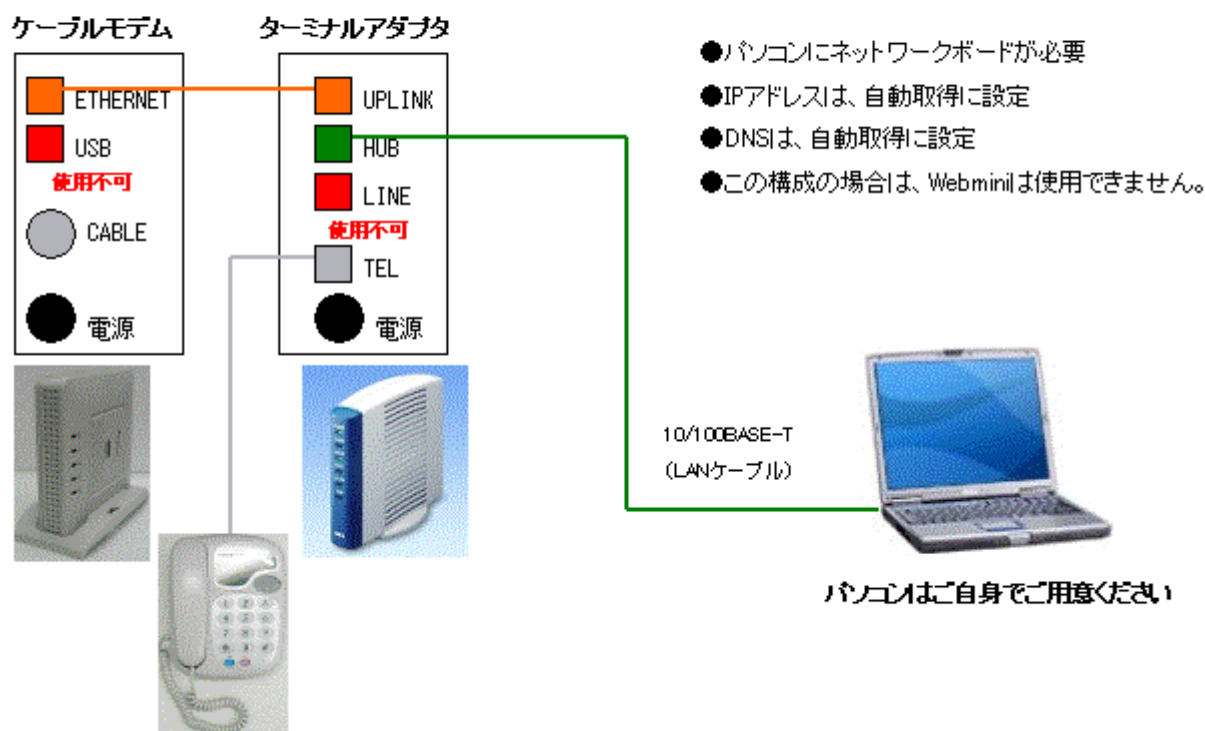 ケーブルモデム
ETHERNET
USB
使用不可
CABLE
電源
ターミナルアダプタ
UPLINK
HUB
LINE
使用不可
TEL
電源
●パソコンにネットワークボードが必要
●IPアドレスは、自動取得に設定
●DNSは、自動取得に設定
●この構成の場合は、Webminiは使用できません。
10/100BASE-T
（LANケーブル）
パソコンはご自身でご用意ください